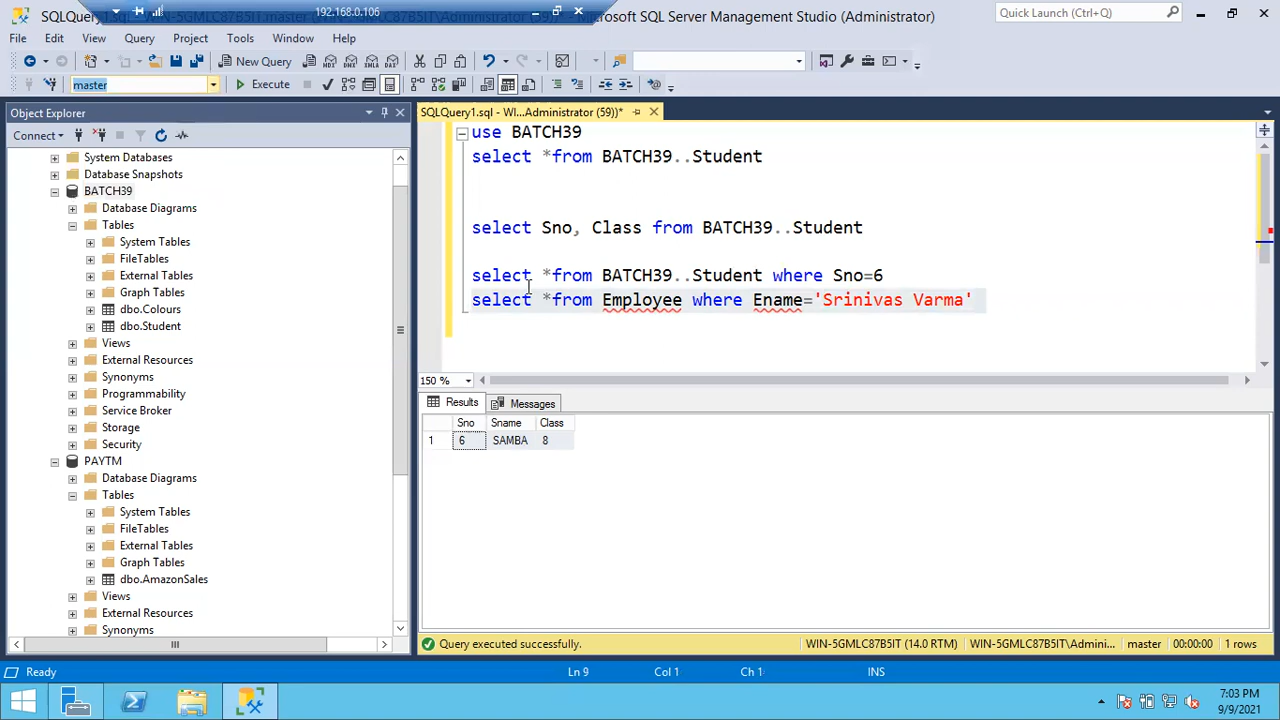 SQLQuery1.sql - WIN-5GMLC87B5IT.master
192.168.0.106
Microsoft SQL Server Management Studio (Administrator)
Quick Launch (Ctrl+Q)
File Edit View Query Project Tools Window Help
New Query
MDX DMX XMLA DAX
master
Execute
Object Explorer
SQLQuery1.sql - WI...Administrator (59))*
Connect
System Databases
Database Snapshots
BATCH39
Database Diagrams
Tables
System Tables
FileTables
External Tables
Graph Tables
dbo.Colours
dbo.Student
Views
External Resources
Synonyms
Programmability
Service Broker
Storage
Security
PAYTM
Database Diagrams
Tables
System Tables
FileTables
External Tables
Graph Tables
dbo.AmazonSales
Views
External Resources
Synonyms
use BATCH39
select *from BATCH39..Student
select Sno, Class from BATCH39..Student
select *from BATCH39..Student where Sno=6
select *from Employee where Ename='Srinivas Varma'
150 %
Results Messages
Sno Sname Class
1 6 SAMBA 8
Query executed successfully. WIN-5GMLC87B5IT (14.0 RTM) WIN-5GMLC87B5IT\Admini... master 00:00:00 1 rows
Ready Ln 9 Col 1 Ch 1 INS
7:03 PM
9/9/2021